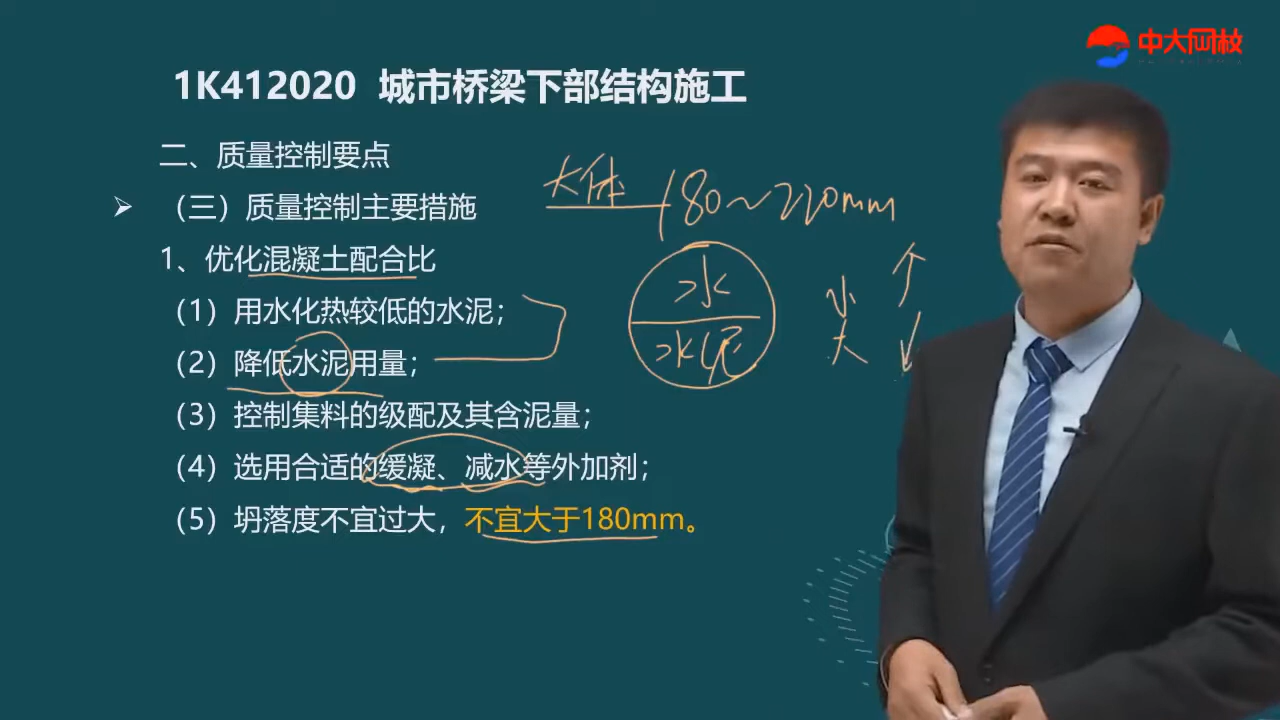 中大网校
1K412020 城市桥梁下部结构施工
二、质量控制要点
（三）质量控制主要措施
大体 180~220mm
1、优化混凝土配合比
水
水泥
小
大
（1）用水化热较低的水泥；
（2）降低水泥用量；
（3）控制集料的级配及其含泥量；
（4）选用合适的缓凝、减水等外加剂；
（5）坍落度不宜过大，不宜大于180mm。